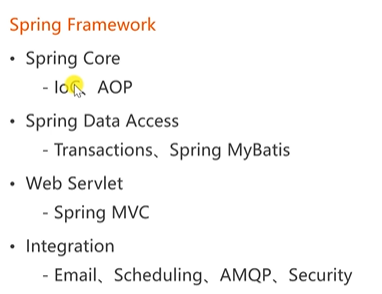 Spring Framework
• Spring Core
- IoC、AOP
• Spring Data Access
- Transactions、Spring MyBatis
• Web Servlet
- Spring MVC
• Integration
- Email、Scheduling、AMQP、Security